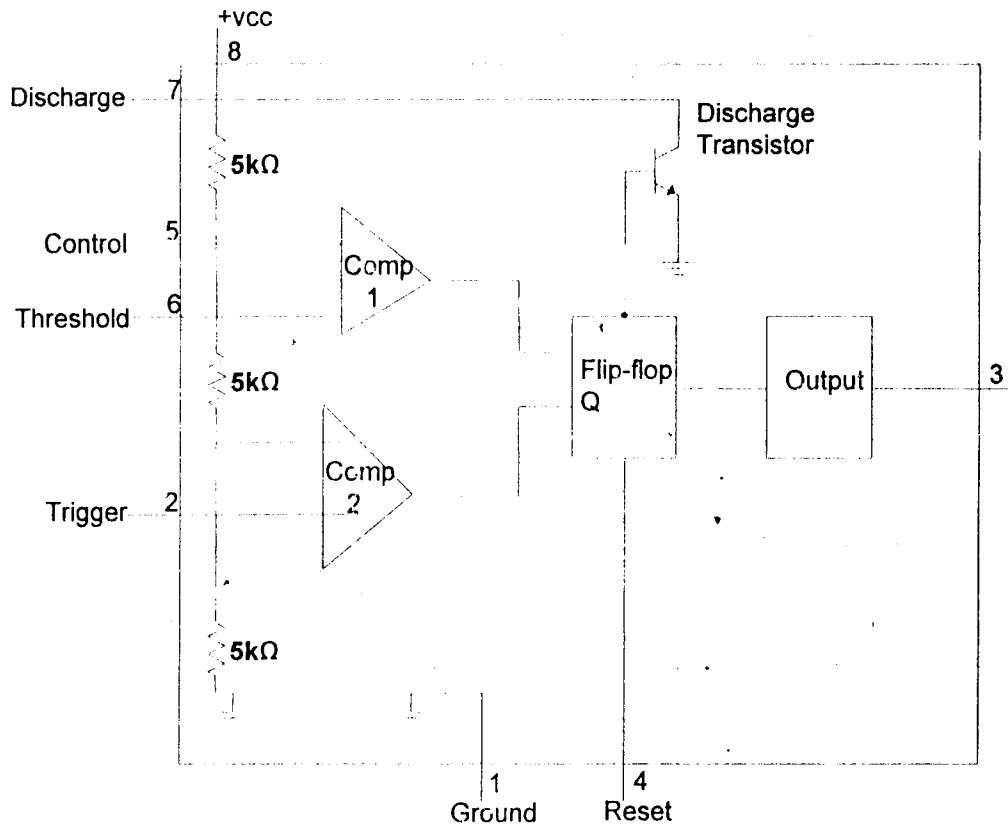 +vcc
8
7
Discharge
Discharge
Transistor
5kΩ
5
Control
Comp
1
6
Threshold
5kΩ
Flip-flop
Q
Output
3
Comp
2
2
Trigger
5kΩ
1
4
Ground
Reset